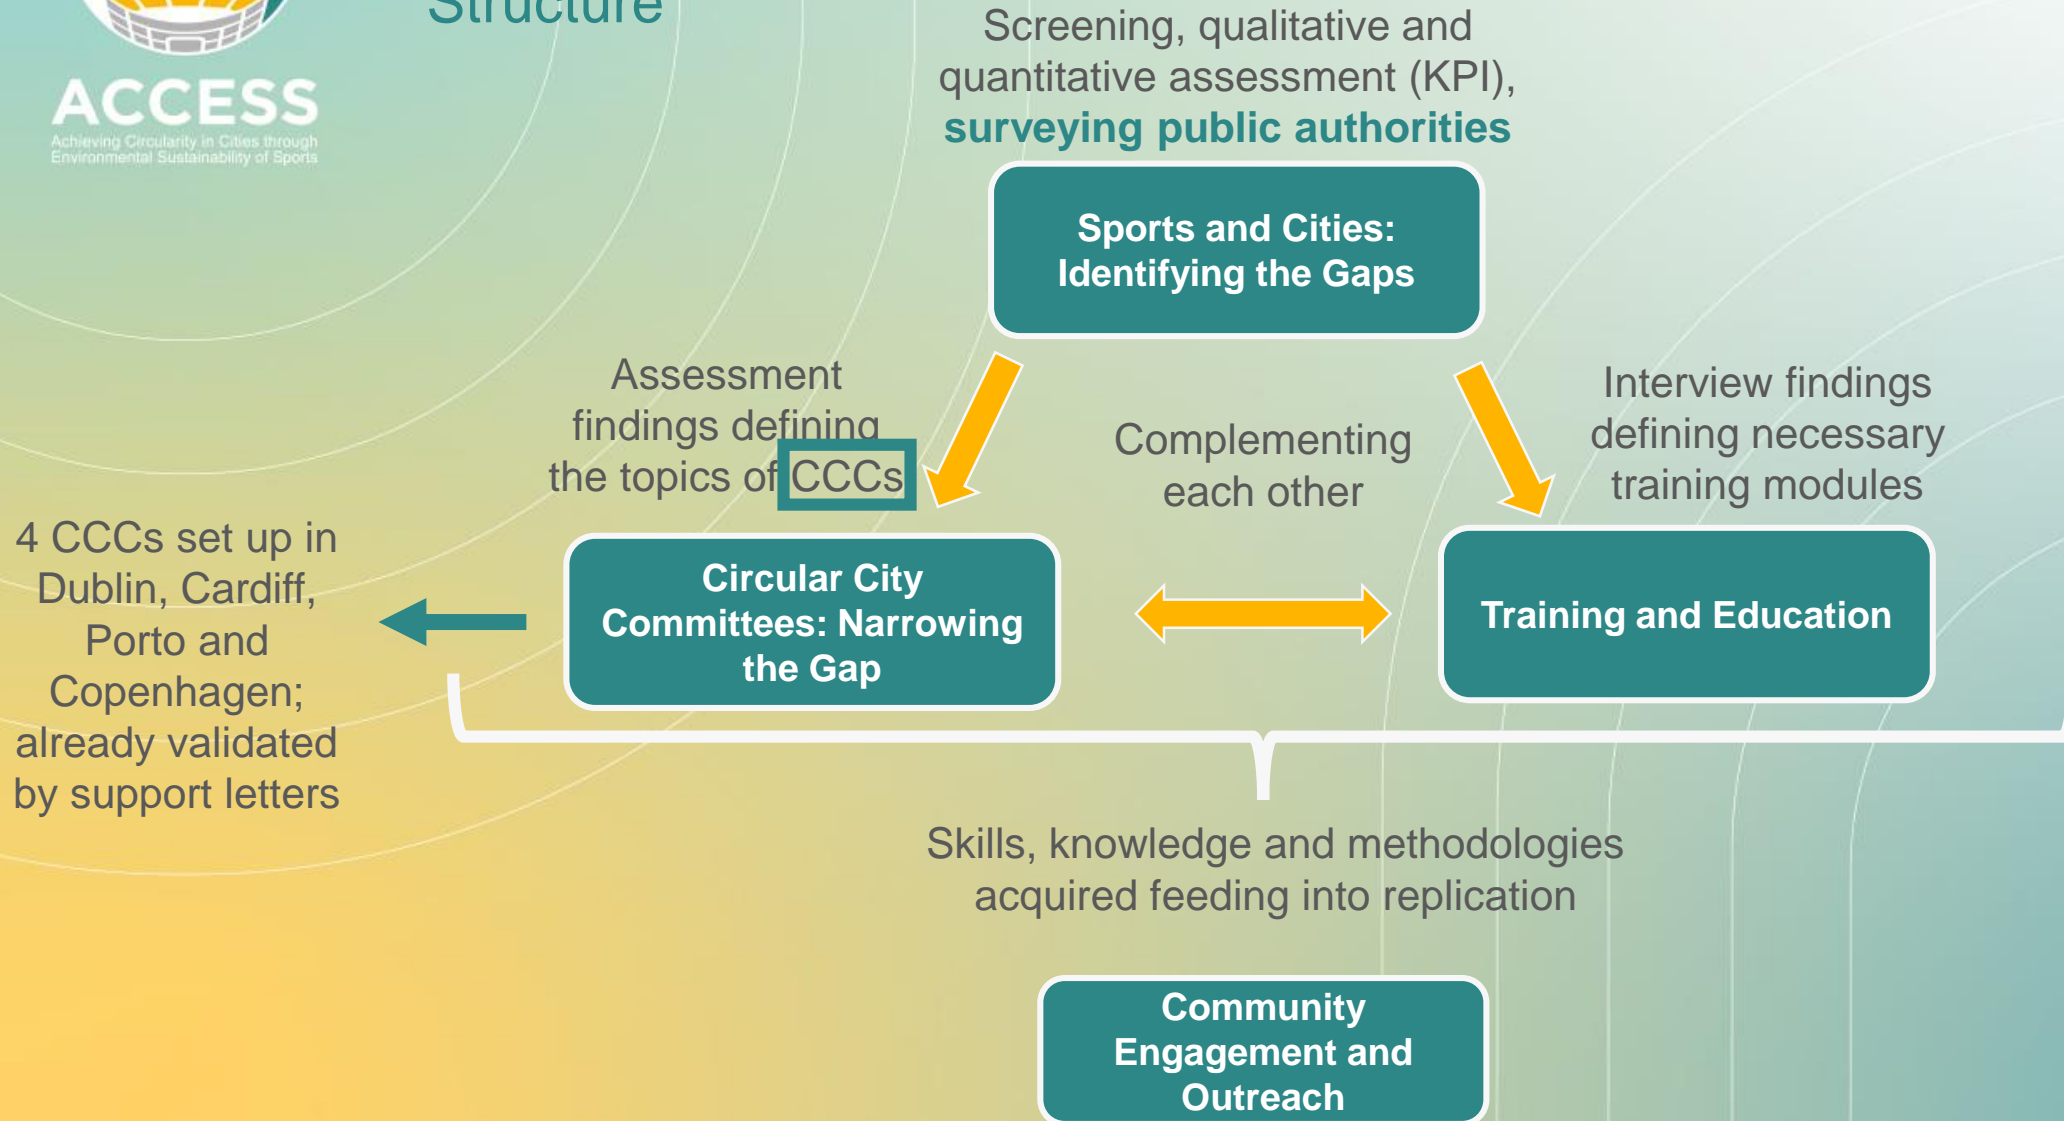 Structure
ACCESS
Achieving Circularity in Cities through
Environmental Sustainability of Sports
Screening, qualitative and
quantitative assessment (KPI),
surveying public authorities
Sports and Cities:
Identifying the Gaps
Assessment
findings defining
the topics of CCCs
Complementing
each other
Interview findings
defining necessary
training modules
4 CCCs set up in
Dublin, Cardiff,
Porto and
Copenhagen;
already validated
by support letters
Circular City
Committees: Narrowing
the Gap
Training and Education
Skills, knowledge and methodologies
acquired feeding into replication
Community
Engagement and
Outreach